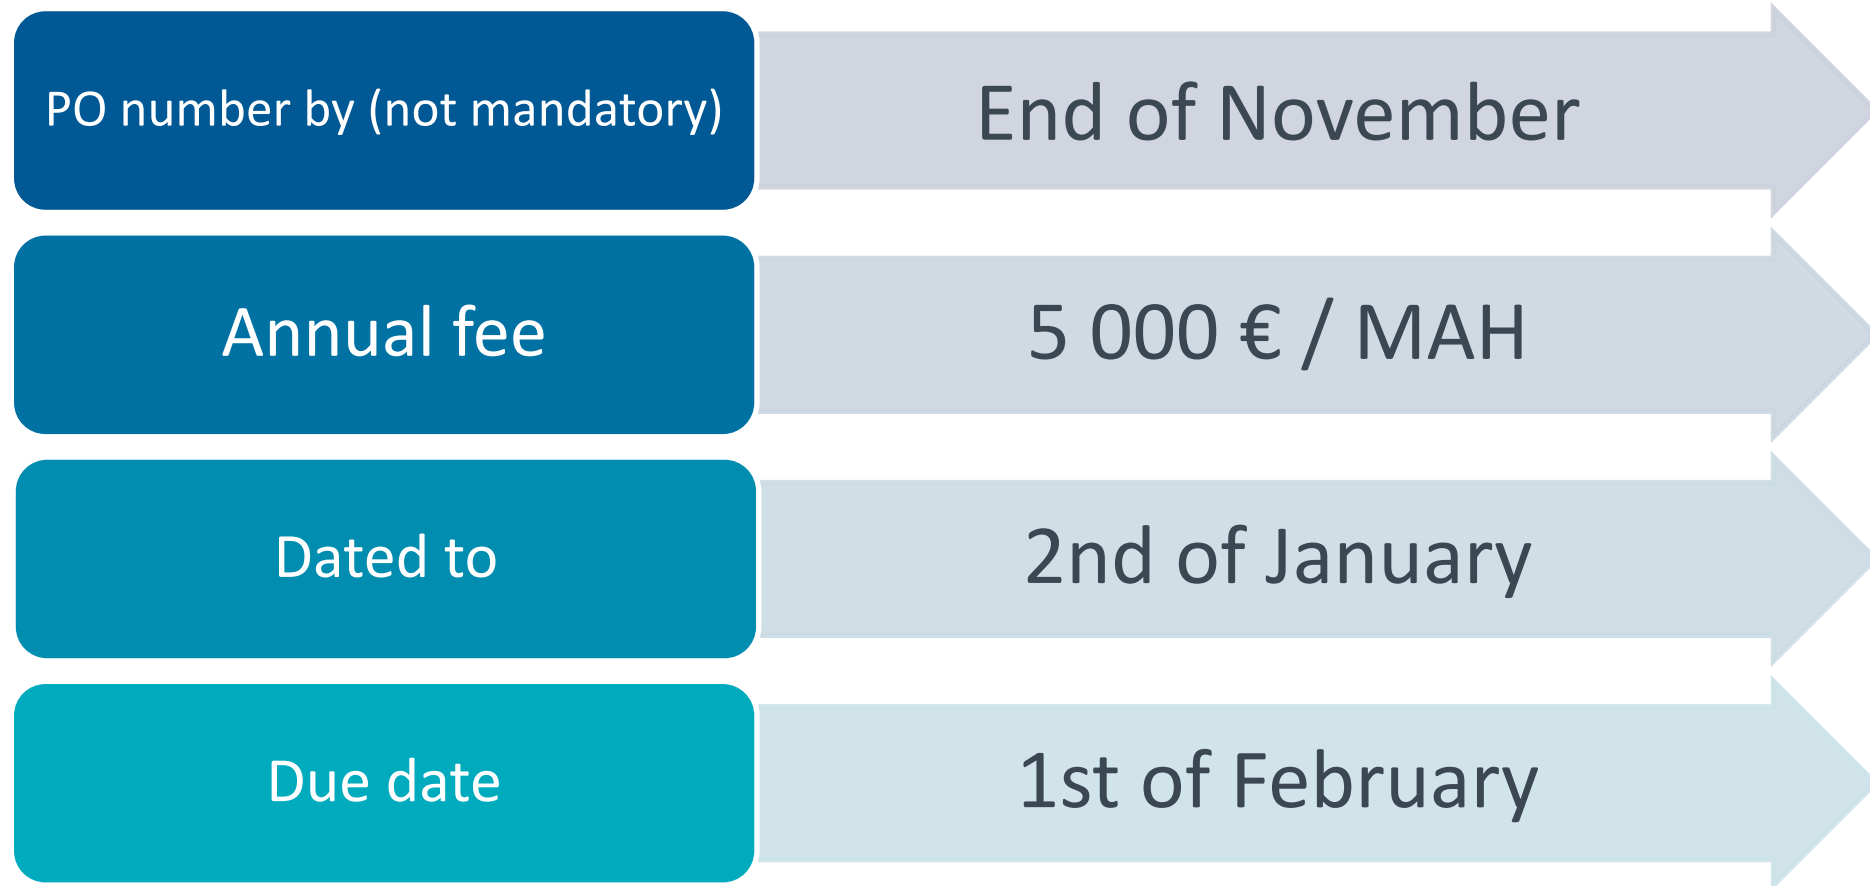 PO number by (not mandatory)
End of November
Annual fee
5 000 € / MAH
Dated to
2nd of January
Due date
1st of February